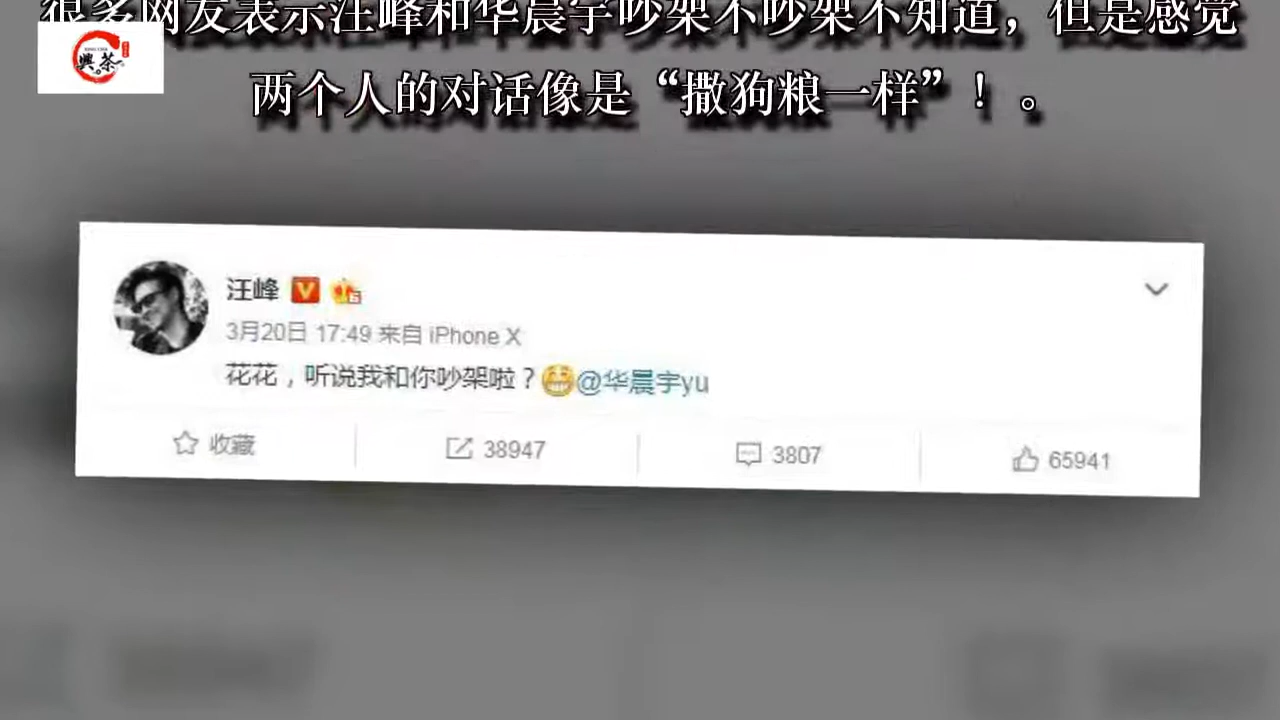 很多网友表示汪峰和华晨宇吵架不吵架不知道，但是感觉
两个人的对话像是“撒狗粮一样”！。
興茶
汪峰
3月20日 17:49 来自 iPhone X
花花，听说我和你吵架啦？@华晨宇yu
收藏 38947 3807 65941